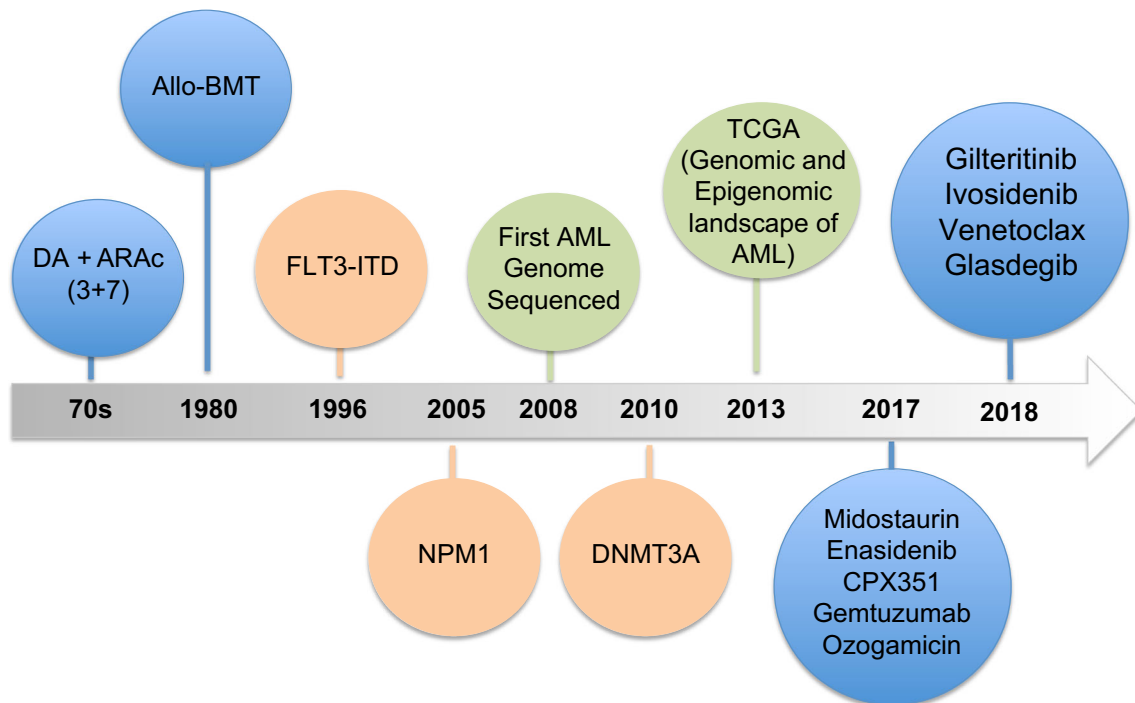 Allo-BMT
DA + ARAc
(3+7)
FLT3-ITD
First AML
Genome
Sequenced
TCGA
(Genomic and
Epigenomic
landscape of
AML)
Gilteritinib
Ivosidenib
Venetoclax
Glasdegib
70s
1980
1996
2005
2008
2010
2013
2017
2018
NPM1
DNMT3A
Midostaurin
Enasidenib
CPX351
Gemtuzumab
Ozogamicin